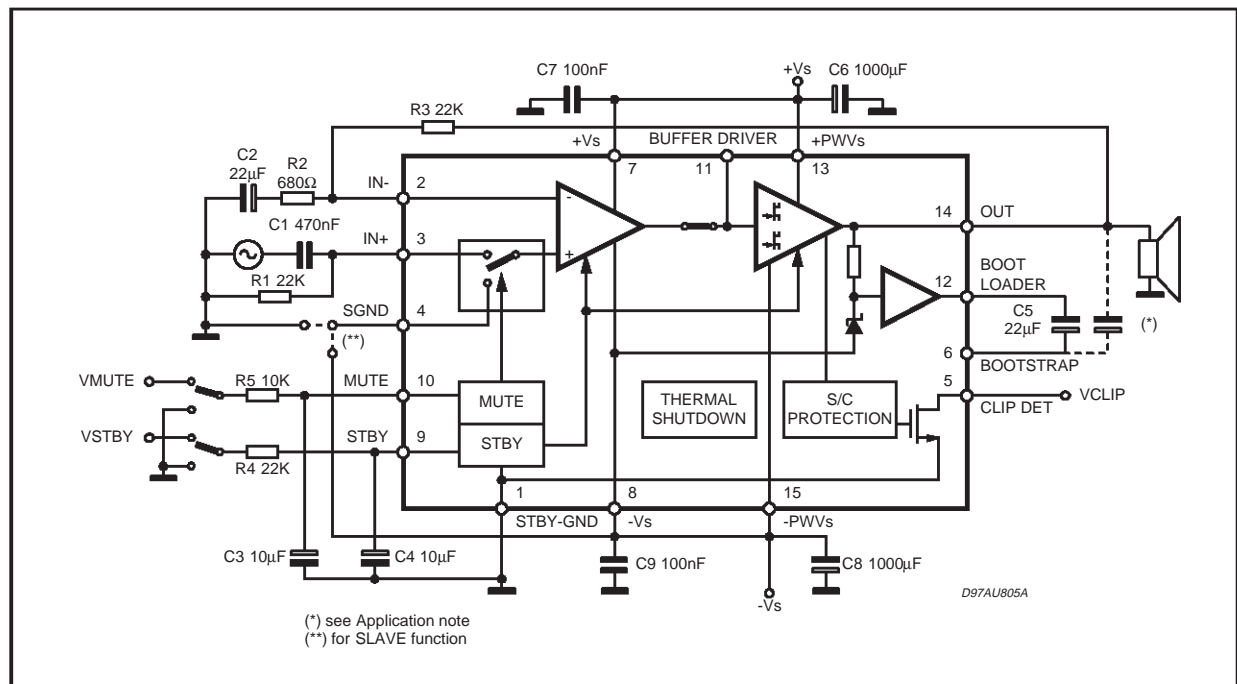 C7 100nF
+Vs
C6 1000µF
R3 22K
+Vs
BUFFER DRIVER
+PWVs
7
11
13
C2
22µF
R2
680Ω
IN-
2
-
14
OUT
C1 470nF
IN+
3
+
R1 22K
12
BOOT
LOADER
SGND
4
(**)
C5
22µF
(*)
6
BOOTSTRAP
VMUTE
R5 10K
MUTE
10
MUTE
THERMAL
SHUTDOWN
S/C
PROTECTION
5
CLIP DET
VCLIP
VSTBY
STBY
9
STBY
R4 22K
1
8
15
STBY-GND
-Vs
-PWVs
C3 10µF
C4 10µF
C9 100nF
C8 1000µF
-Vs
D97AU805A
(*) see Application note
(**) for SLAVE function